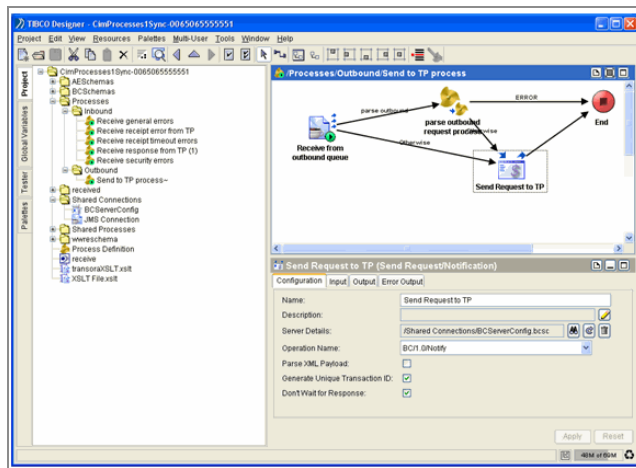 TIBCO Designer - CimProcesses1Sync-0065065555551
Project Edit View Resources Palettes Multi-User Tools Window Help
Project
Global Variables
Tester
Palettes
CimProcesses1Sync-0065065555551
AESchemas
BCSchemas
Processes
Inbound
Receive general errors
Receive receipt error from TP
Receive receipt timeout errors
Receive response from TP (1)
Receive security errors
Outbound
Send to TP process~
received
Shared Connections
BCServerConfig
JMS Connection
Shared Processes
wwreschema
Process Definition
receive
transoraXSLT.xslt
XSLT File.xslt
/Processes/Outbound/Send to TP process
parse outbound
ERROR
Receive from
outbound queue
parse outbound
request process
Otherwise
End
Send Request to TP
Send Request to TP (Send Request/Notification)
Configuration Input Output Error Output
Name: Send Request to TP
Description:
Server Details: /Shared Connections/BCServerConfig.bcsc
Operation Name: BC/1.0/Notify
Parse XML Payload:
Generate Unique Transaction ID:
Don't Wait for Response:
Apply Reset
48M of 69M